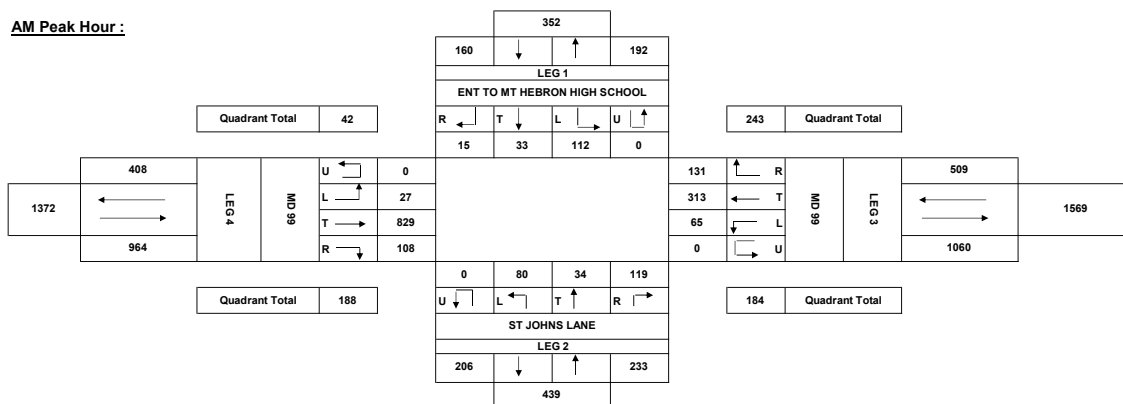 AM Peak Hour :
352
160 192
LEG 1
ENT TO MT HEBRON HIGH SCHOOL
Quadrant Total 42
R T L U
243 Quadrant Total
15 33 112 0
408
U 0
131 R
509
1372
LEG 4
MD 99
L 27
313 T
MD 99
LEG 3
1569
T 829
65 L
964
R 108
0 U
1060
0 80 34 119
Quadrant Total 188
U L T R
184 Quadrant Total
ST JOHNS LANE
LEG 2
206 233
439